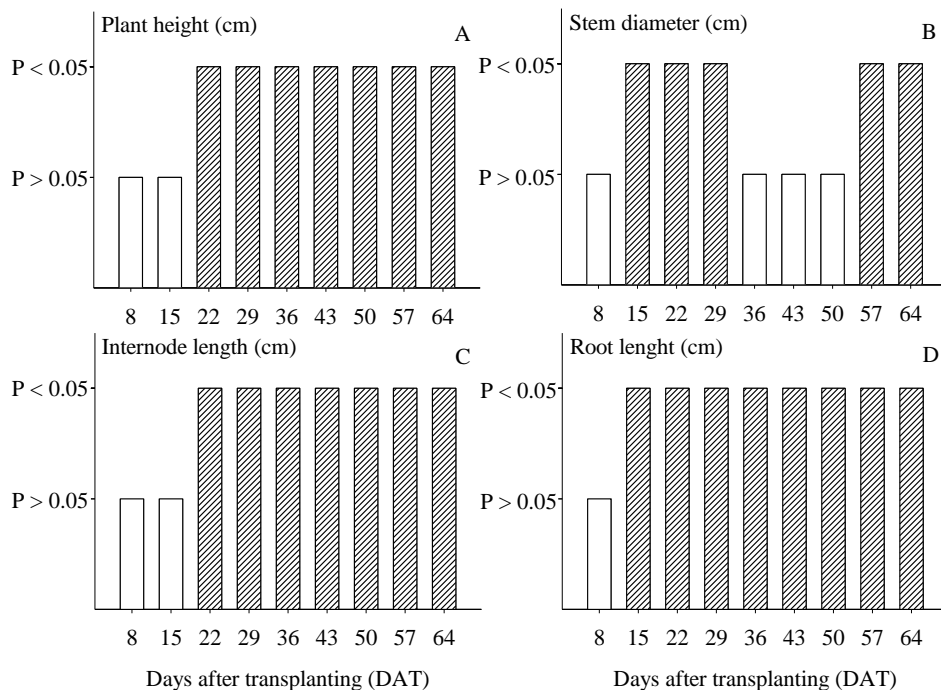 Plant height (cm)
A
P < 0.05
P > 0.05
8 15 22 29 36 43 50 57 64
Stem diameter (cm)
B
P < 0.05
P > 0.05
8 15 22 29 36 43 50 57 64
Internode length (cm)
C
P < 0.05
P > 0.05
8 15 22 29 36 43 50 57 64
Days after transplanting (DAT)
Root lenght (cm)
D
P < 0.05
P > 0.05
8 15 22 29 36 43 50 57 64
Days after transplanting (DAT)